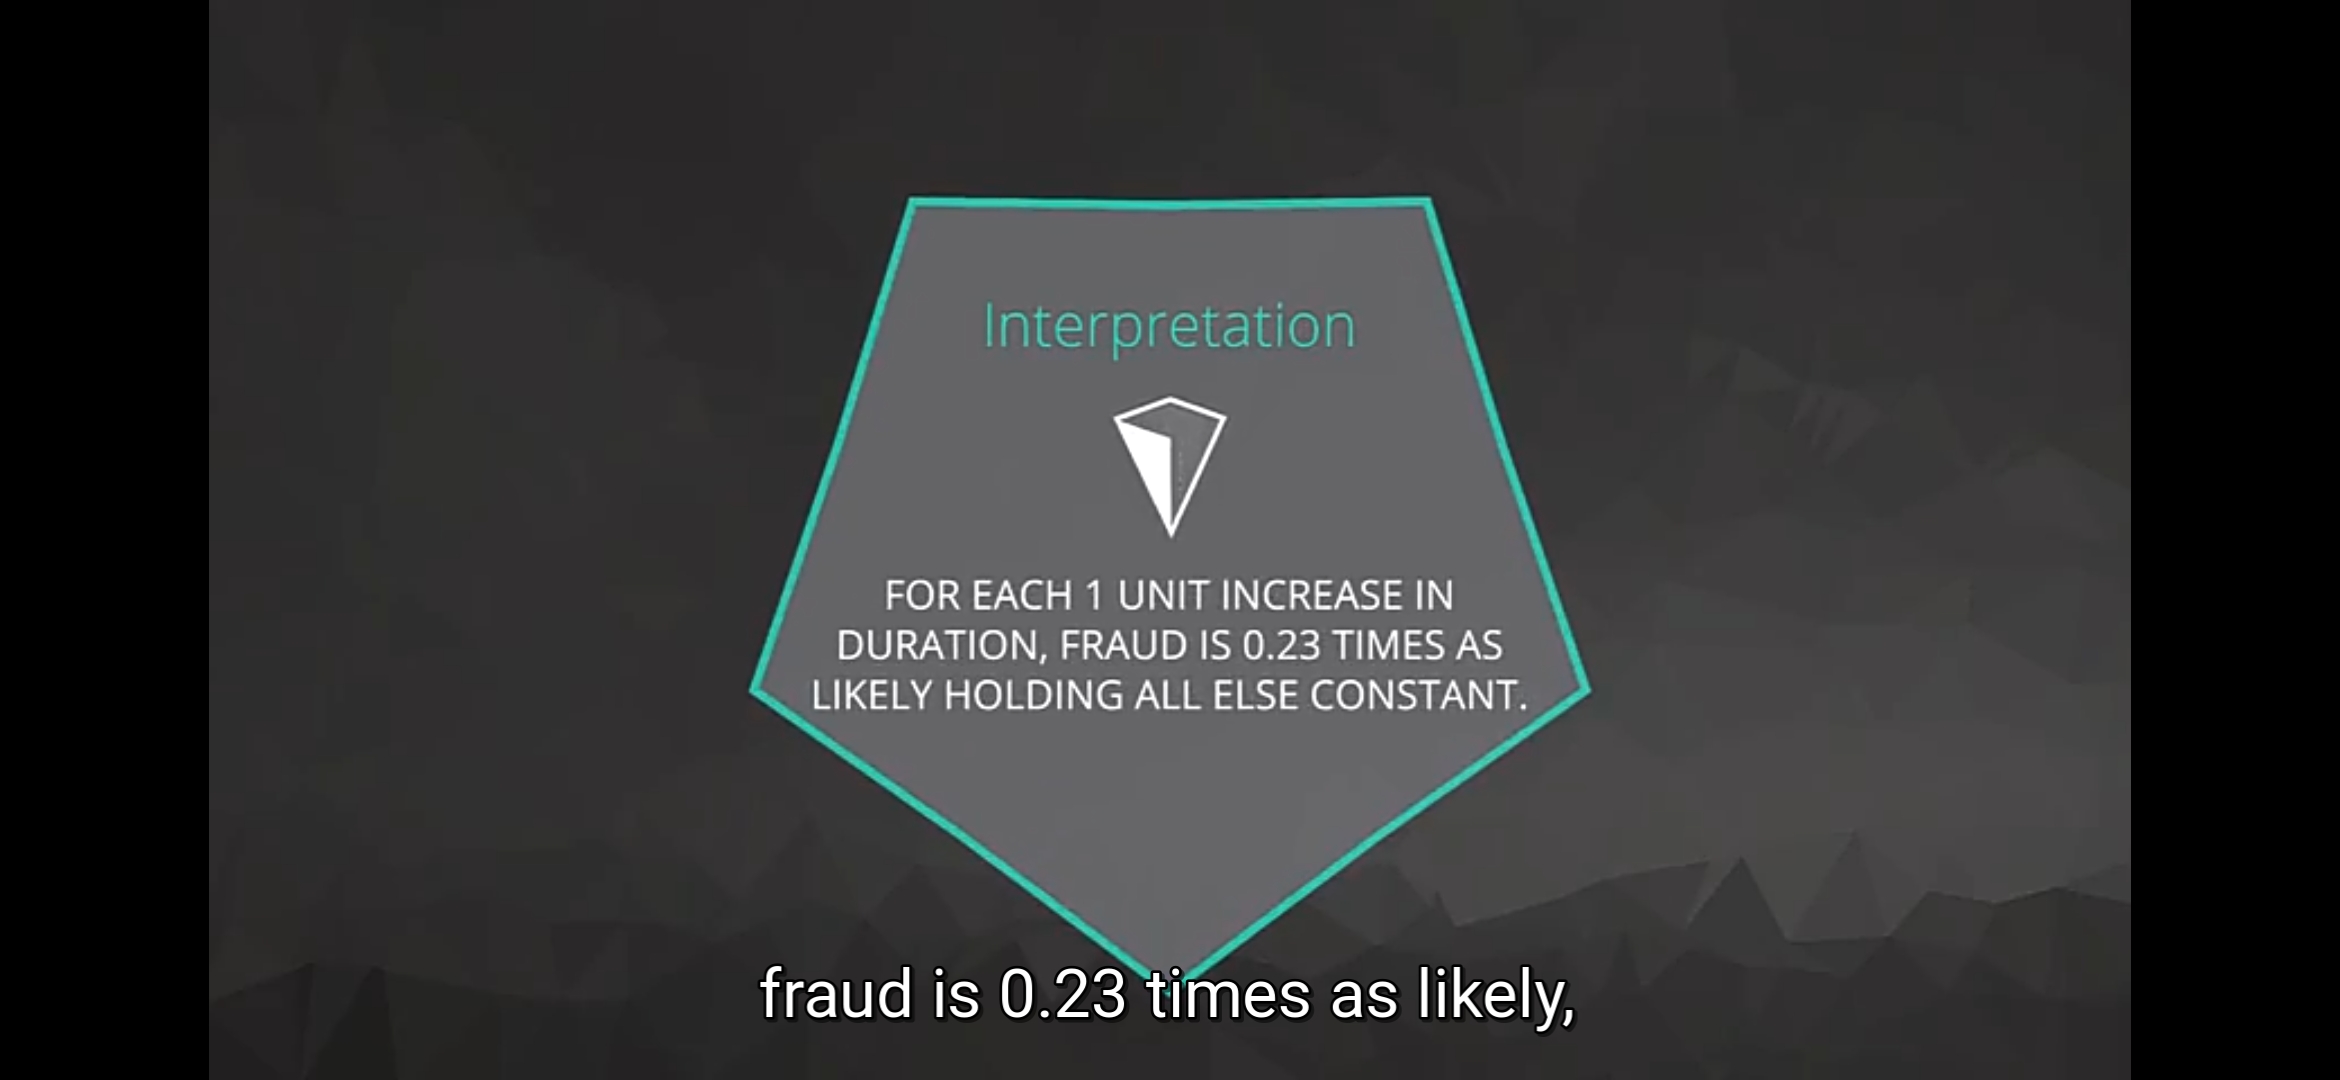 Interpretation
FOR EACH 1 UNIT INCREASE IN
DURATION, FRAUD IS 0.23 TIMES AS
LIKELY HOLDING ALL ELSE CONSTANT.
fraud is 0.23 times as likely,